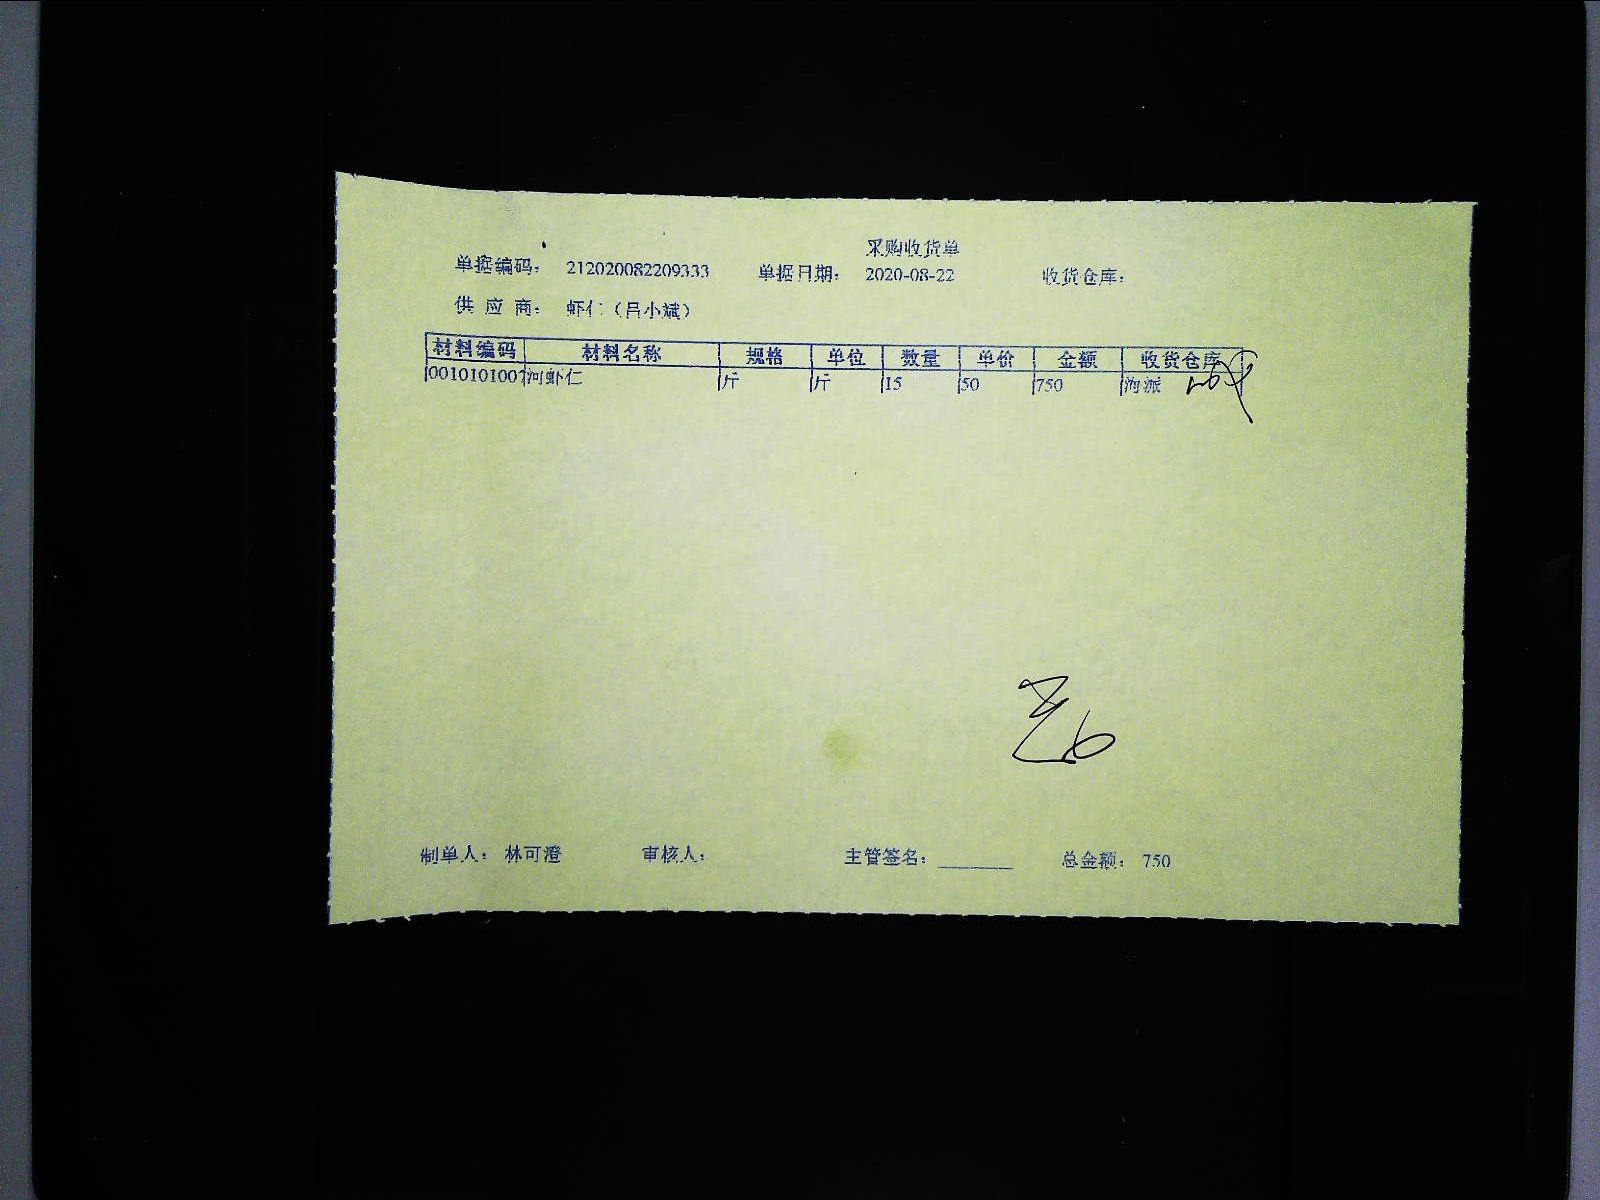 采购收货单
单据编码： 212020082209333 单据日期： 2020-08-22 收货仓库：
供 应 商： 虾仁（吕小斌）
材料编码 材料名称 规格 单位 数量 单价 金额 收货仓库
0010101007 河虾仁 斤 斤 15 50 750 海派
制单人： 林可澄 审核人： 主管签名： 总金额： 750